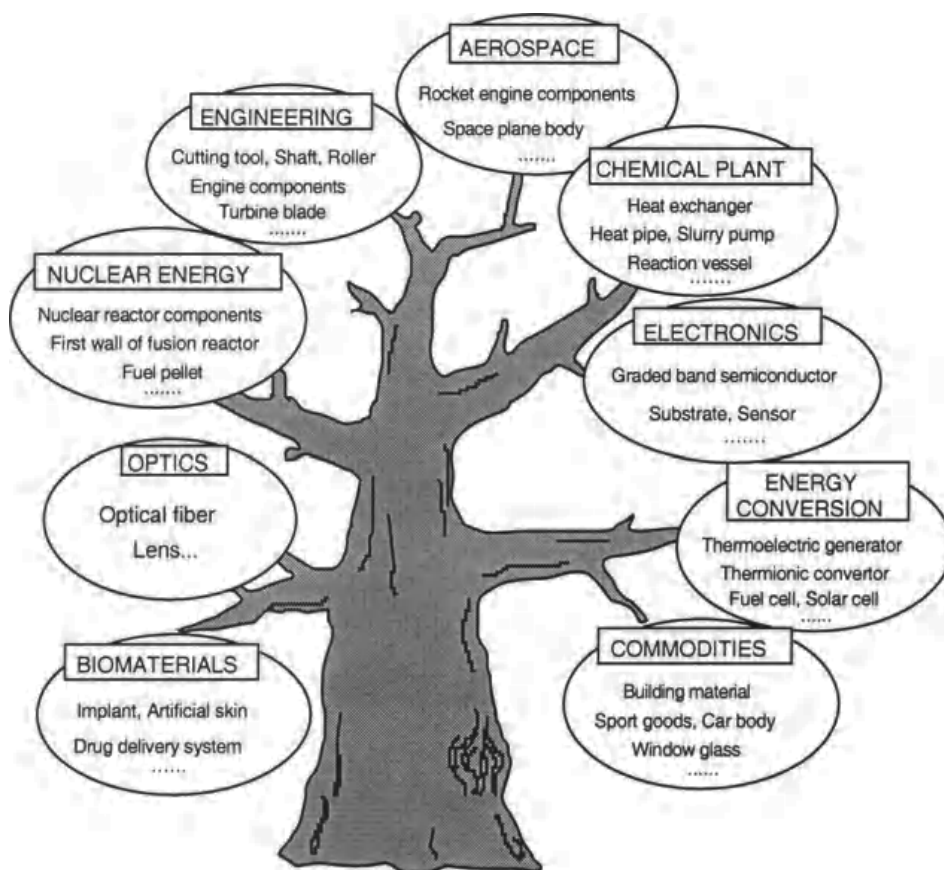 AEROSPACE
Rocket engine components
Space plane body
.......
ENGINEERING
Cutting tool, Shaft, Roller
Engine components
Turbine blade
.......
CHEMICAL PLANT
Heat exchanger
Heat pipe, Slurry pump
Reaction vessel
.......
NUCLEAR ENERGY
Nuclear reactor components
First wall of fusion reactor
Fuel pellet
.......
ELECTRONICS
Graded band semiconductor
Substrate, Sensor
.......
OPTICS
Optical fiber
Lens...
ENERGY
CONVERSION
Thermoelectric generator
Thermionic convertor
Fuel cell, Solar cell
......
BIOMATERIALS
Implant, Artificial skin
Drug delivery system
......
COMMODITIES
Building material
Sport goods, Car body
Window glass
......